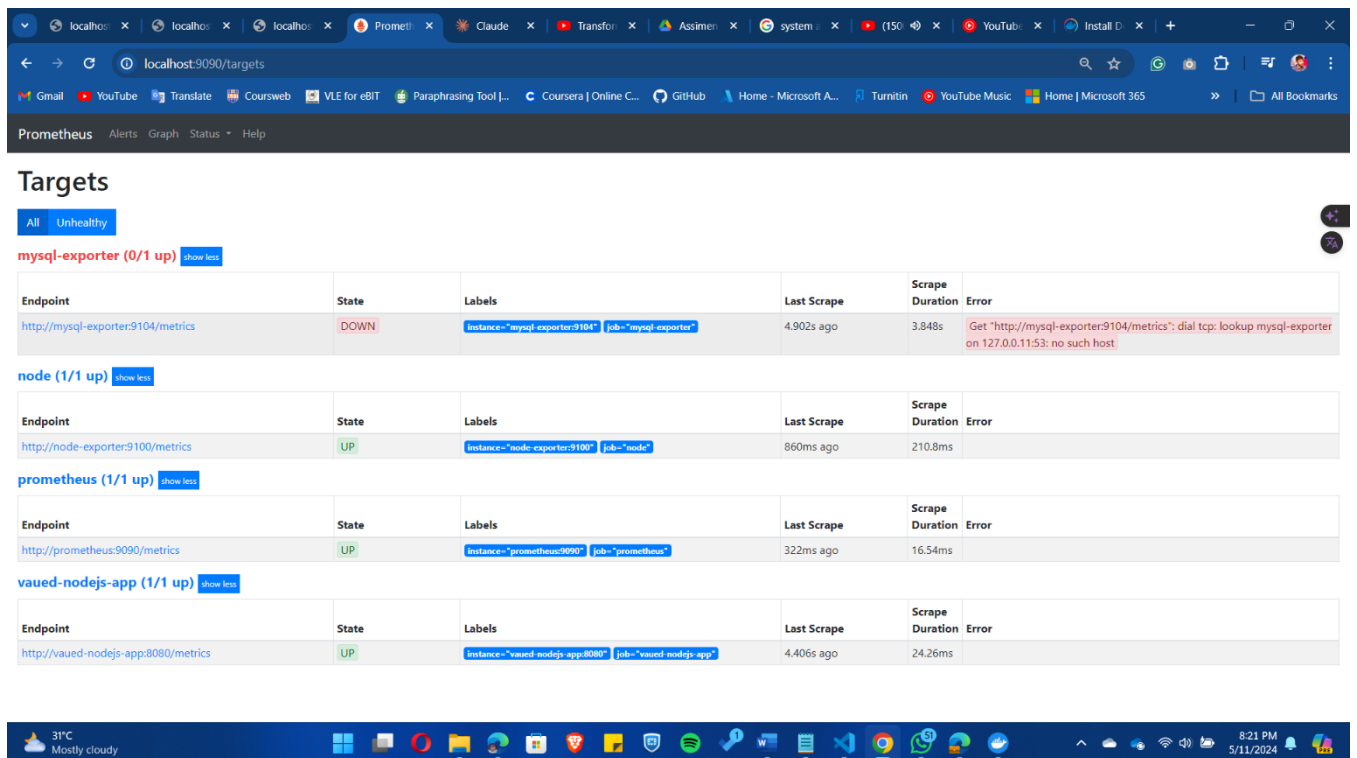 localhos
localhos
localhos
Prometh
Claude
Transfor
Assimen
system a
(150
YouTube
Install D
localhost:9090/targets
Gmail YouTube Translate Coursweb VLE for eBIT Paraphrasing Tool |... Coursera | Online C... GitHub Home - Microsoft A... Turnitin YouTube Music Home | Microsoft 365 » All Bookmarks
Prometheus Alerts Graph Status Help
Targets
All Unhealthy
mysql-exporter (0/1 up) show less
Endpoint State Labels Last Scrape Scrape Duration Error
http://mysql-exporter:9104/metrics DOWN instance="mysql-exporter:9104" job="mysql-exporter" 4.902s ago 3.848s Get "http://mysql-exporter:9104/metrics": dial tcp: lookup mysql-exporter
on 127.0.0.11:53: no such host
node (1/1 up) show less
Endpoint State Labels Last Scrape Scrape Duration Error
http://node-exporter:9100/metrics UP instance="node-exporter:9100" job="node" 860ms ago 210.8ms
prometheus (1/1 up) show less
Endpoint State Labels Last Scrape Scrape Duration Error
http://prometheus:9090/metrics UP instance="prometheus:9090" job="prometheus" 322ms ago 16.54ms
vaued-nodejs-app (1/1 up) show less
Endpoint State Labels Last Scrape Scrape Duration Error
http://vaued-nodejs-app:8080/metrics UP instance="vaued-nodejs-app:8080" job="vaued-nodejs-app" 4.406s ago 24.26ms
31°C
Mostly cloudy
8:21 PM
5/11/2024